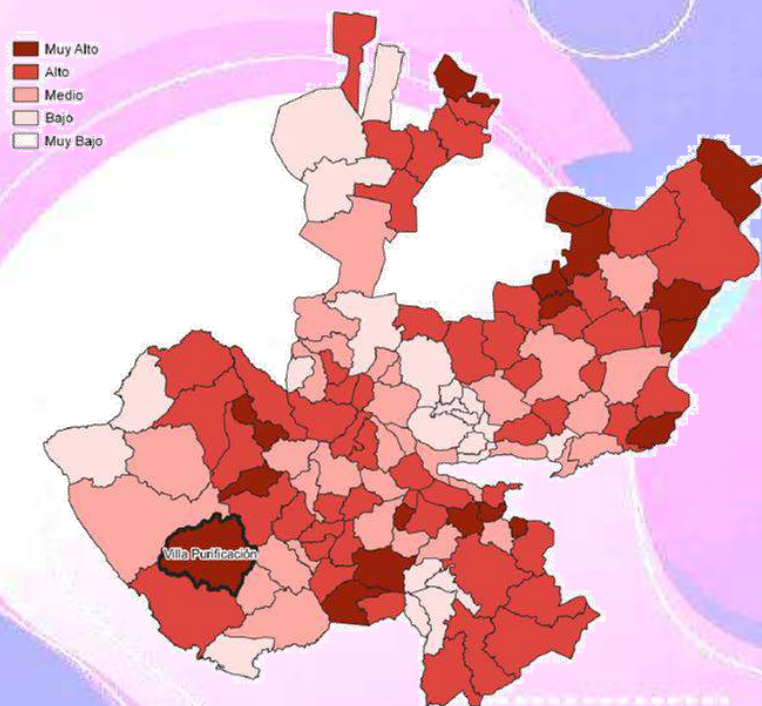 Muy Alto
Alto
Medio
Bajo
Muy Bajo
Villa Purificación